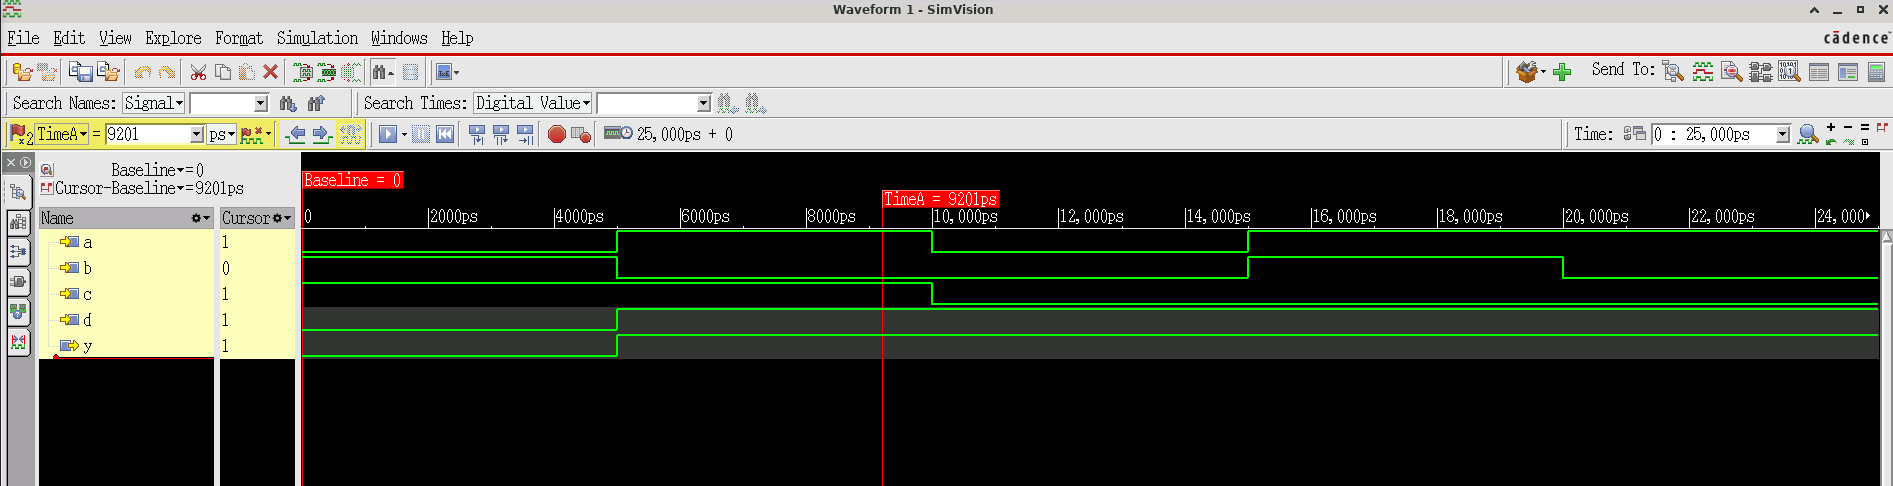 Waveform 1 - SimVision
File Edit View Explore Format Simulation Windows Help
cādence
Send To:
Search Names: Signal
Search Times: Digital Value
TimeA = 9201 ps
25,000ps + 0
Time: 0 : 25,000ps
Baseline = 0
Cursor-Baseline = 9201ps
Baseline = 0
TimeA = 9201ps
Name Cursor 0 2000ps 4000ps 6000ps 8000ps 10,000ps 12,000ps 14,000ps 16,000ps 18,000ps 20,000ps 22,000ps 24,000
a 1
b 0
c 1
d 1
y 1